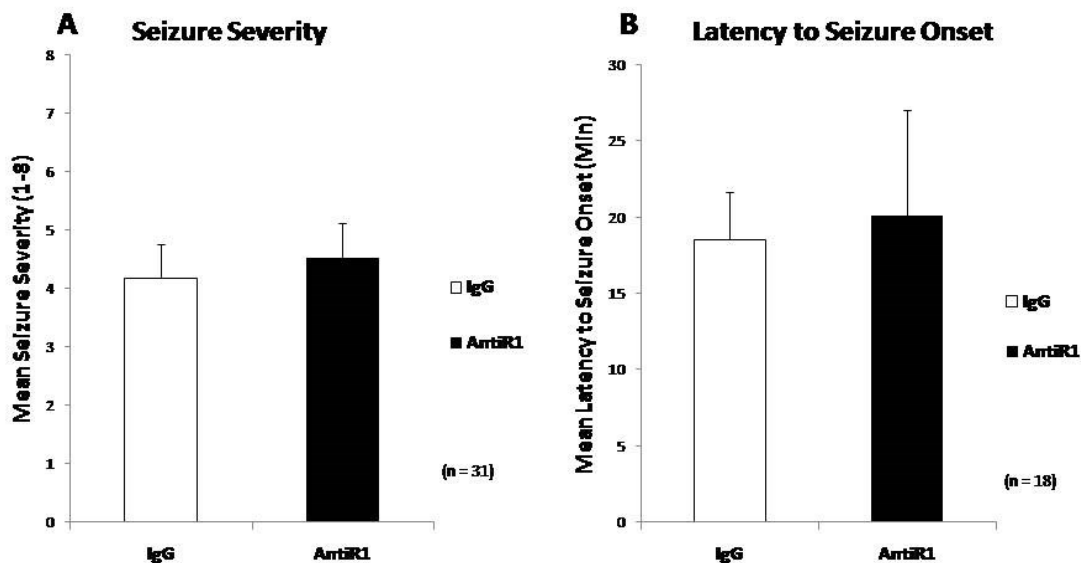 A Seizure Severity
8
7
6
5
4
3
2
1
0
Mean Seizure Severity (1-8)
IgG
AntiR1
IgG
AntiR1
(n = 31)
B Latency to Seizure Onset
30
25
20
15
10
5
0
Mean Latency to Seizure Onset (Min)
IgG
AntiR1
IgG
AntiR1
(n = 18)